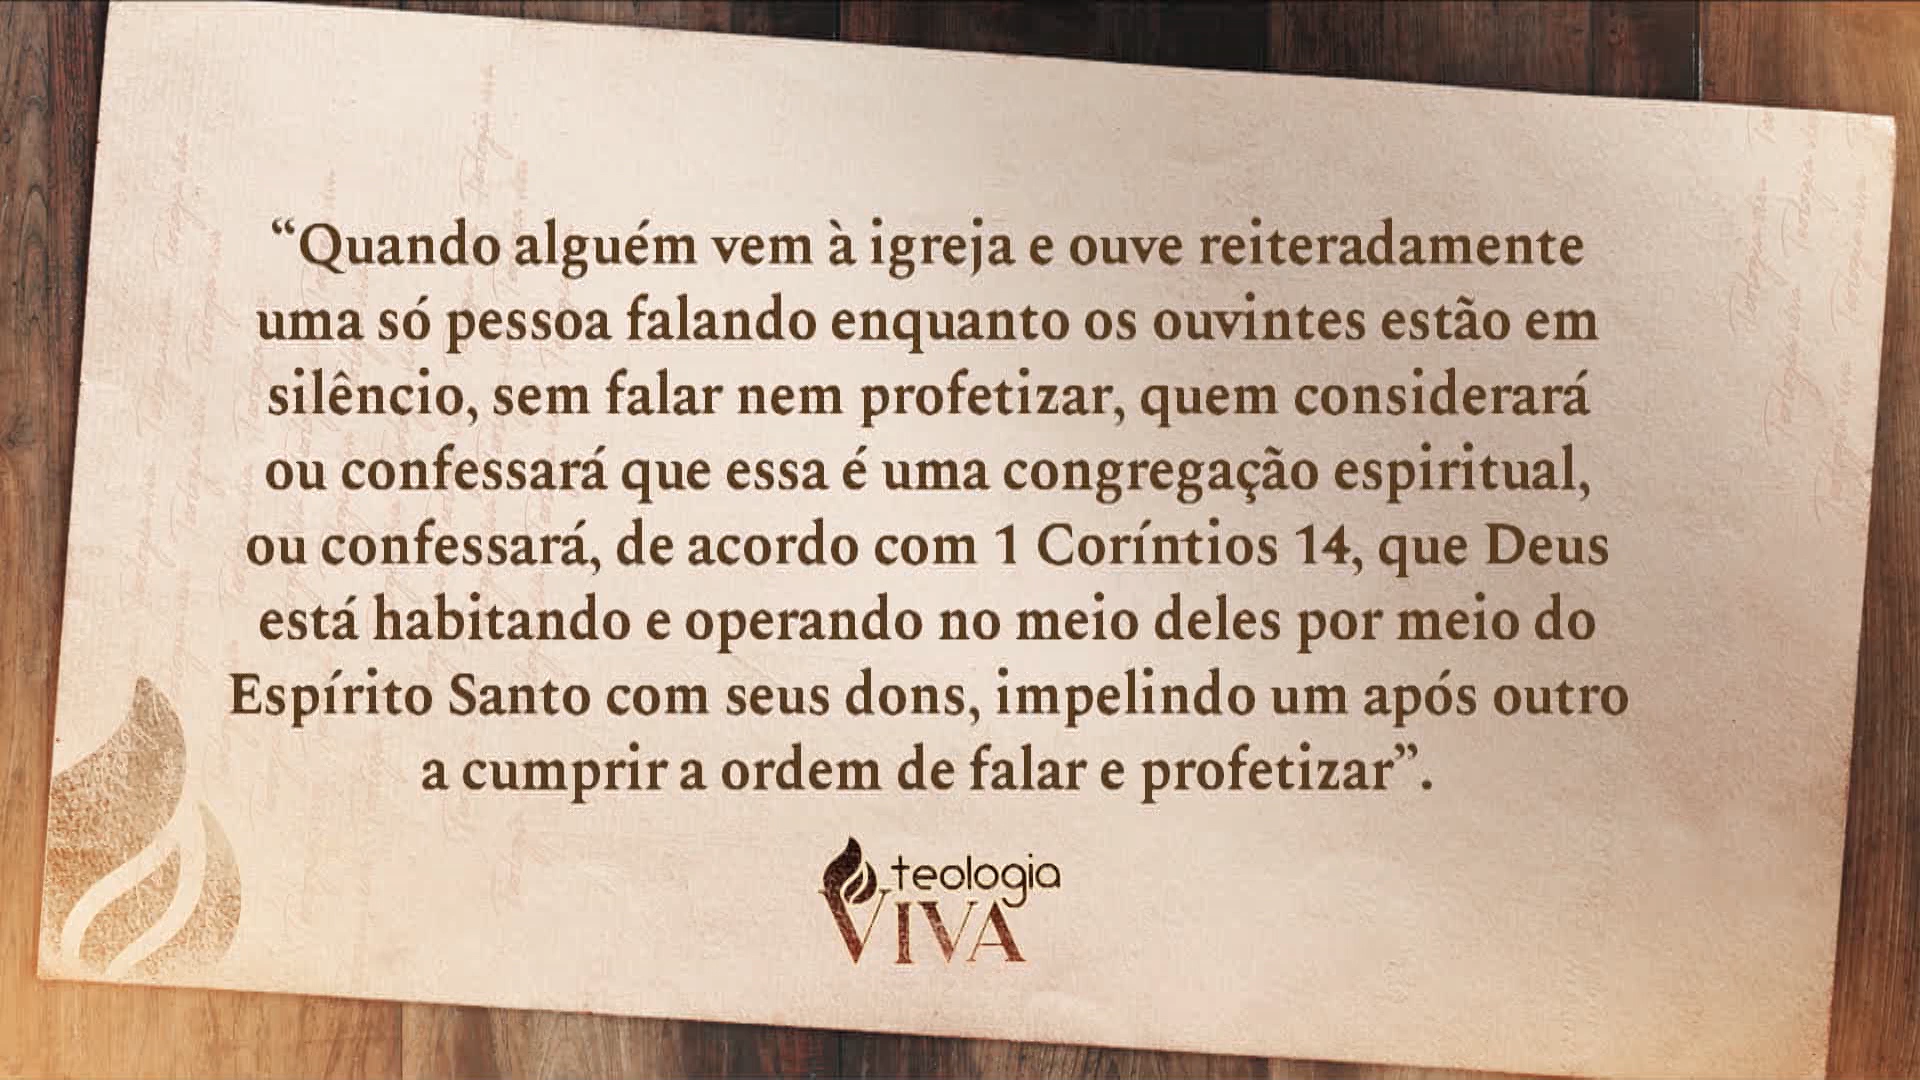 “Quando alguém vem à igreja e ouve reiteradamente
uma só pessoa falando enquanto os ouvintes estão em
silêncio, sem falar nem profetizar, quem considerará
ou confessará que essa é uma congregação espiritual,
ou confessará, de acordo com 1 Coríntios 14, que Deus
está habitando e operando no meio deles por meio do
Espírito Santo com seus dons, impelindo um após outro
a cumprir a ordem de falar e profetizar”.
teologia
VIVA